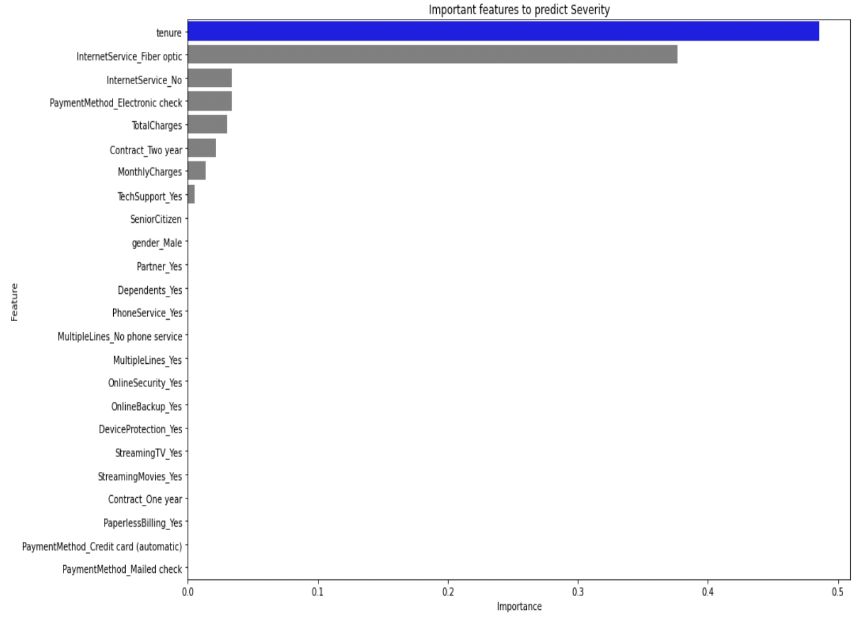 Important features to predict Severity
tenure
InternetService_Fiber optic
InternetService_No
PaymentMethod_Electronic check
TotalCharges
Contract_Two year
MonthlyCharges
TechSupport_Yes
SeniorCitizen
gender_Male
Partner_Yes
Dependents_Yes
PhoneService_Yes
MultipleLines_No phone service
MultipleLines_Yes
OnlineSecurity_Yes
OnlineBackup_Yes
DeviceProtection_Yes
StreamingTV_Yes
StreamingMovies_Yes
Contract_One year
PaperlessBilling_Yes
PaymentMethod_Credit card (automatic)
PaymentMethod_Mailed check
Feature
0.0 0.1 0.2 0.3 0.4 0.5
Importance